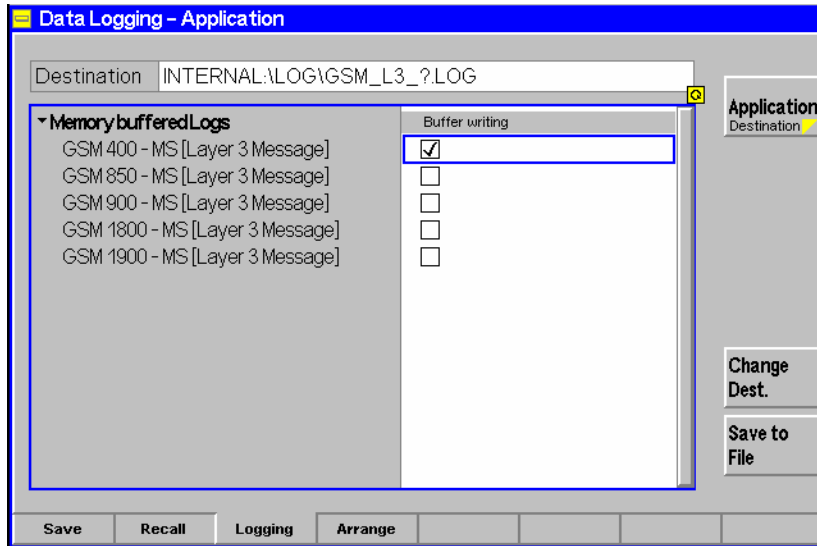 Data Logging – Application
Destination INTERNAL:\LOG\GSM_L3_?.LOG
Memory buffered Logs
Buffer writing
GSM 400 - MS [Layer 3 Message]
GSM 850 - MS [Layer 3 Message]
GSM 900 - MS [Layer 3 Message]
GSM 1800 - MS [Layer 3 Message]
GSM 1900 - MS [Layer 3 Message]
Application
Destination
Change
Dest.
Save to
File
Save Recall Logging Arrange